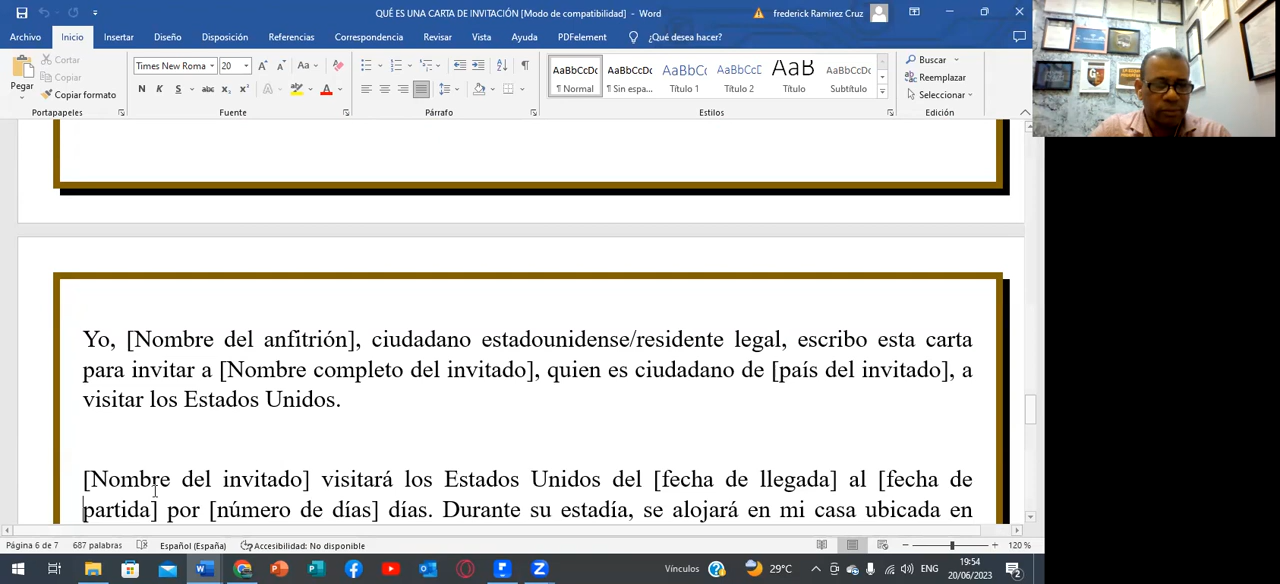 QUÉ ES UNA CARTA DE INVITACIÓN [Modo de compatibilidad] - Word
frederick Ramirez Cruz
Archivo Inicio Insertar Diseño Disposición Referencias Correspondencia Revisar Vista Ayuda PDFelement ¿Qué desea hacer?
Pegar
Cortar
Copiar
Copiar formato
Portapapeles
Times New Roma 20
Aa
N K S abc x₂ x² A
Fuente
Párrafo
AaBbCcDc AaBbCcDc AaBbC AaBbCcC AaB AaBbCcD
¶ Normal ¶ Sin espa... Título 1 Título 2 Título Subtítulo
Estilos
Buscar
Reemplazar
Seleccionar
Edición
Yo, [Nombre del anfitrión], ciudadano estadounidense/residente legal, escribo esta carta
para invitar a [Nombre completo del invitado], quien es ciudadano de [país del invitado], a
visitar los Estados Unidos.
[Nombre del invitado] visitará los Estados Unidos del [fecha de llegada] al [fecha de
partida] por [número de días] días. Durante su estadía, se alojará en mi casa ubicada en
Página 6 de 7 687 palabras Español (España) Accesibilidad: No disponible 120 %
Vínculos 29°C ENG 19:54
20/06/2023